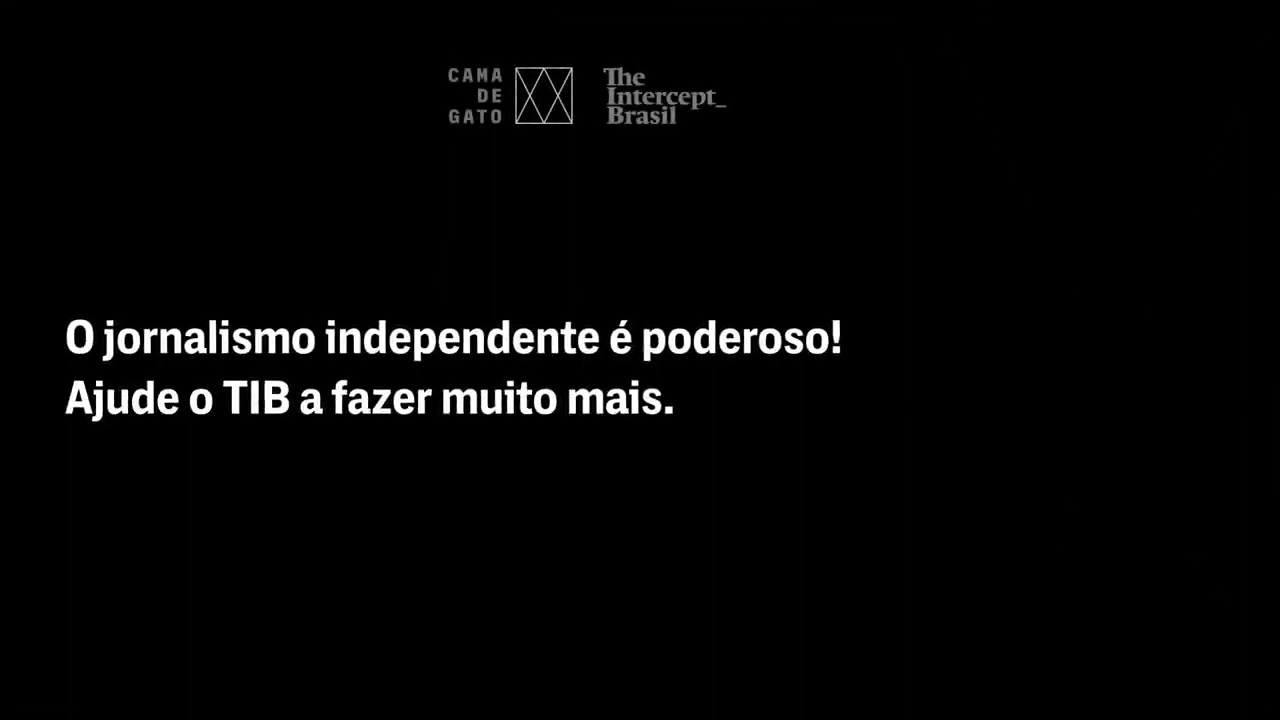 CAMA
DE
GATO
The
Intercept_
Brasil
O jornalismo independente é poderoso!
Ajude o TIB a fazer muito mais.